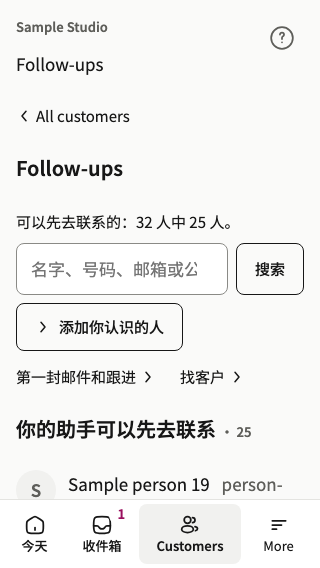 Sample Studio
Follow-ups
All customers
Follow-ups
可以先去联系的：32 人中 25 人。
名字、号码、邮箱或公
搜索
添加你认识的人
第一封邮件和跟进 找客户
你的助手可以先去联系 · 25
S Sample person 19 person-
1
今天 收件箱 Customers More